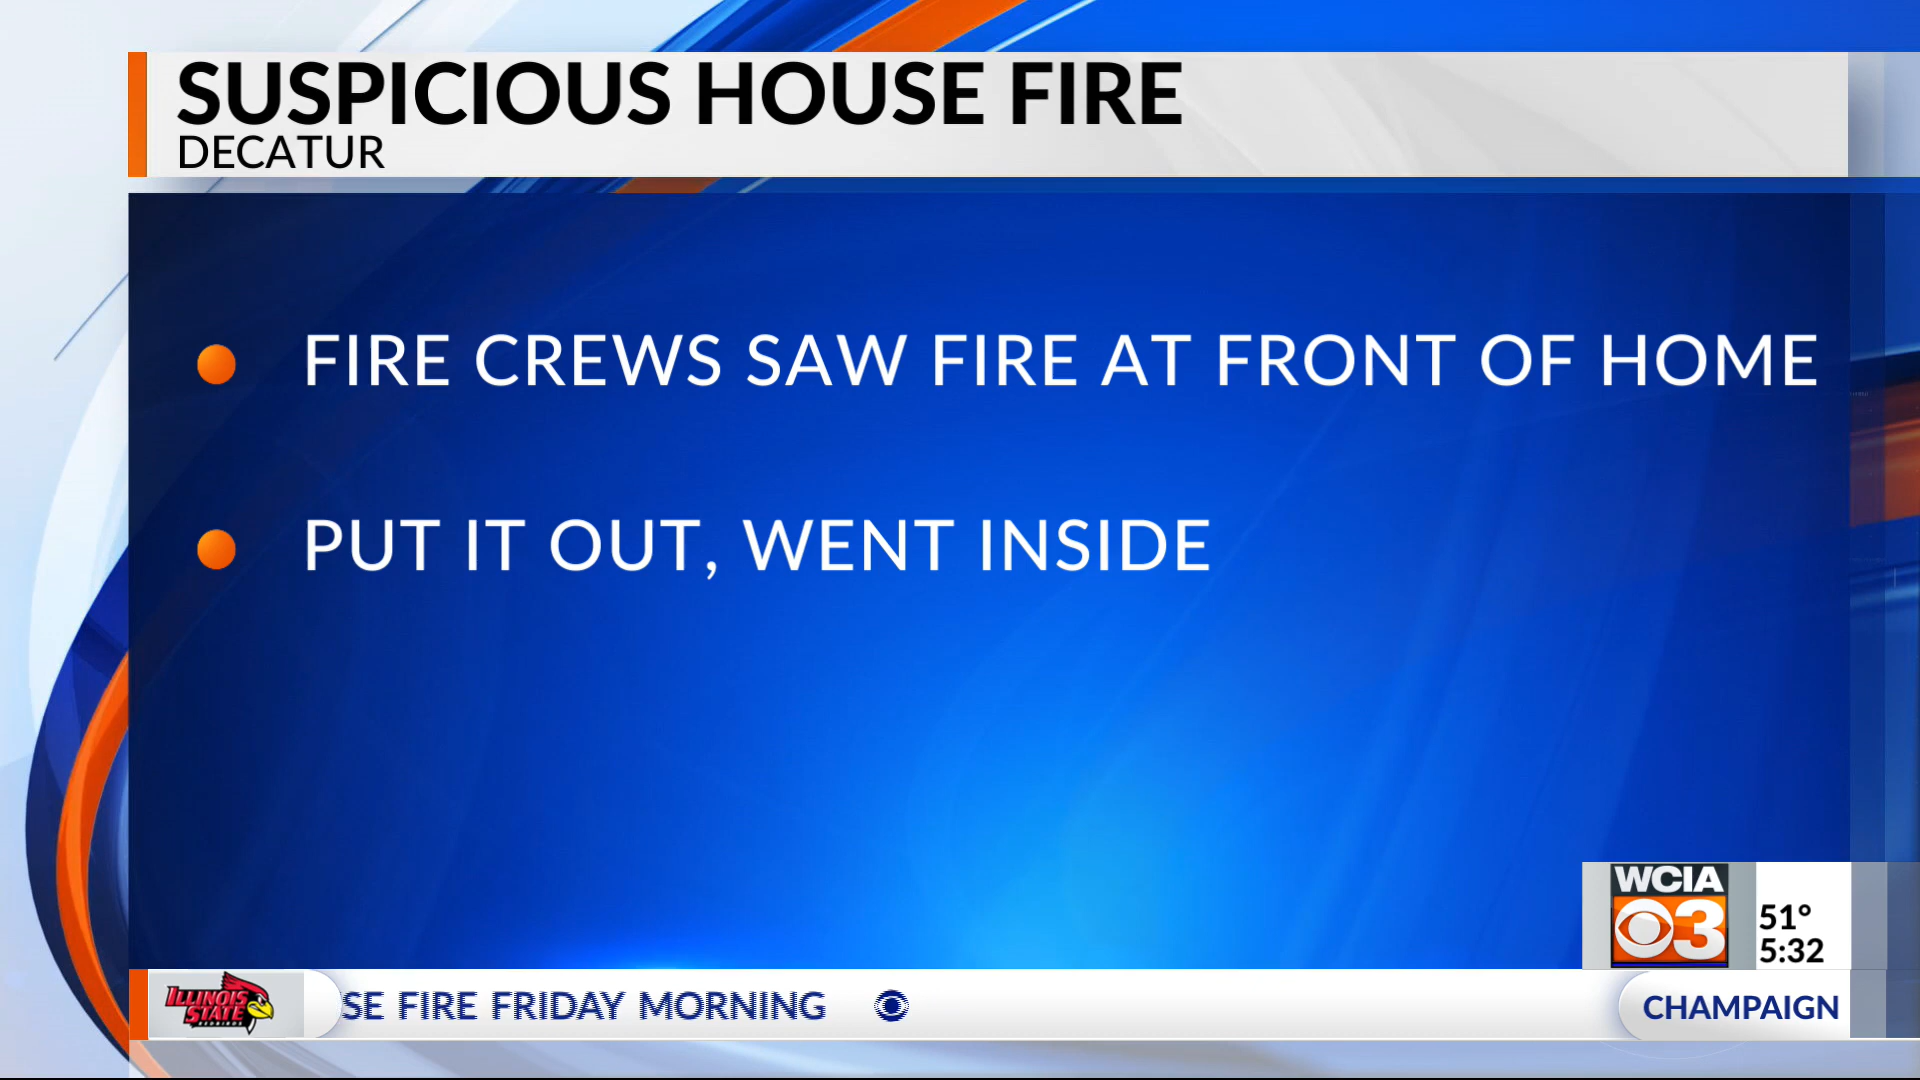 SUSPICIOUS HOUSE FIRE
DECATUR
FIRE CREWS SAW FIRE AT FRONT OF HOME
PUT IT OUT, WENT INSIDE
WCIA
3
51°
5:32
ILLINOIS
STATE
REDBIRDS
SE FIRE FRIDAY MORNING
CHAMPAIGN